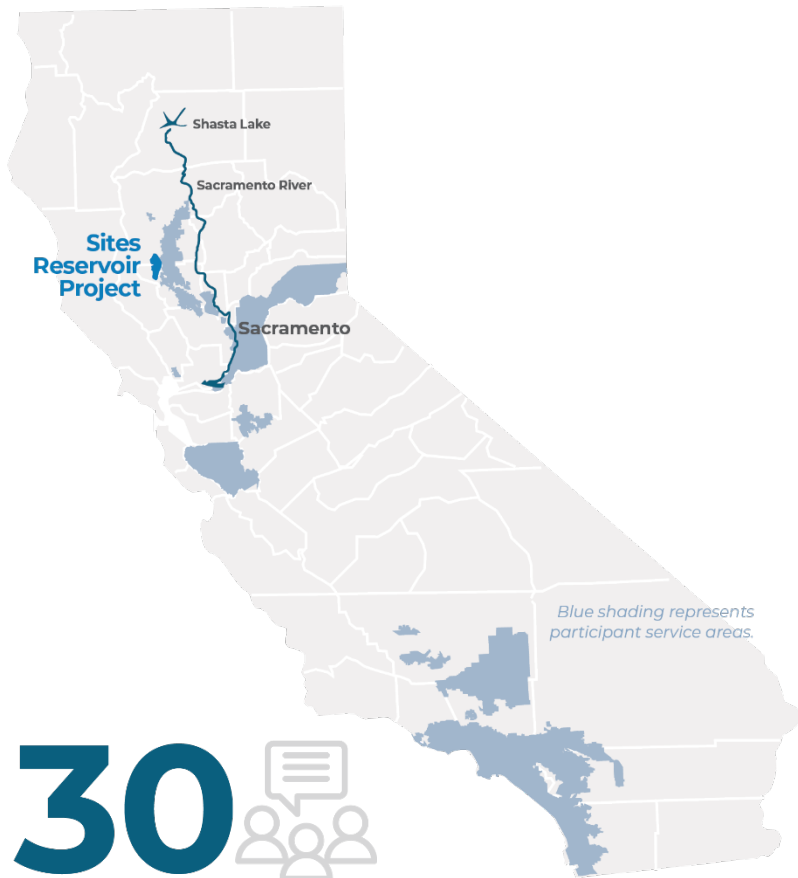 Shasta Lake
Sacramento River
Sites
Reservoir
Project
Sacramento
Blue shading represents
participant service areas.
30